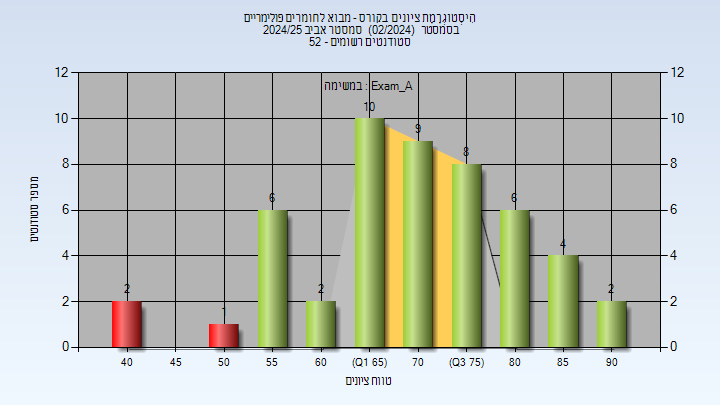 היסטוגרמת ציונים בקורס - מבוא לחומרים פולימריים
בסמסטר (02/2024) סמסטר אביב 2024/25
סטודנטים רשומים - 52
במשימה : Exam_A
12 12
10 10
8 8
6 6
4 4
2 2
0 0
2 1 6 2 10 9 8 6 4 2
מספר סטודנטים
40 45 50 55 60 (Q1 65) 70 (Q3 75) 80 85 90
טווח ציונים